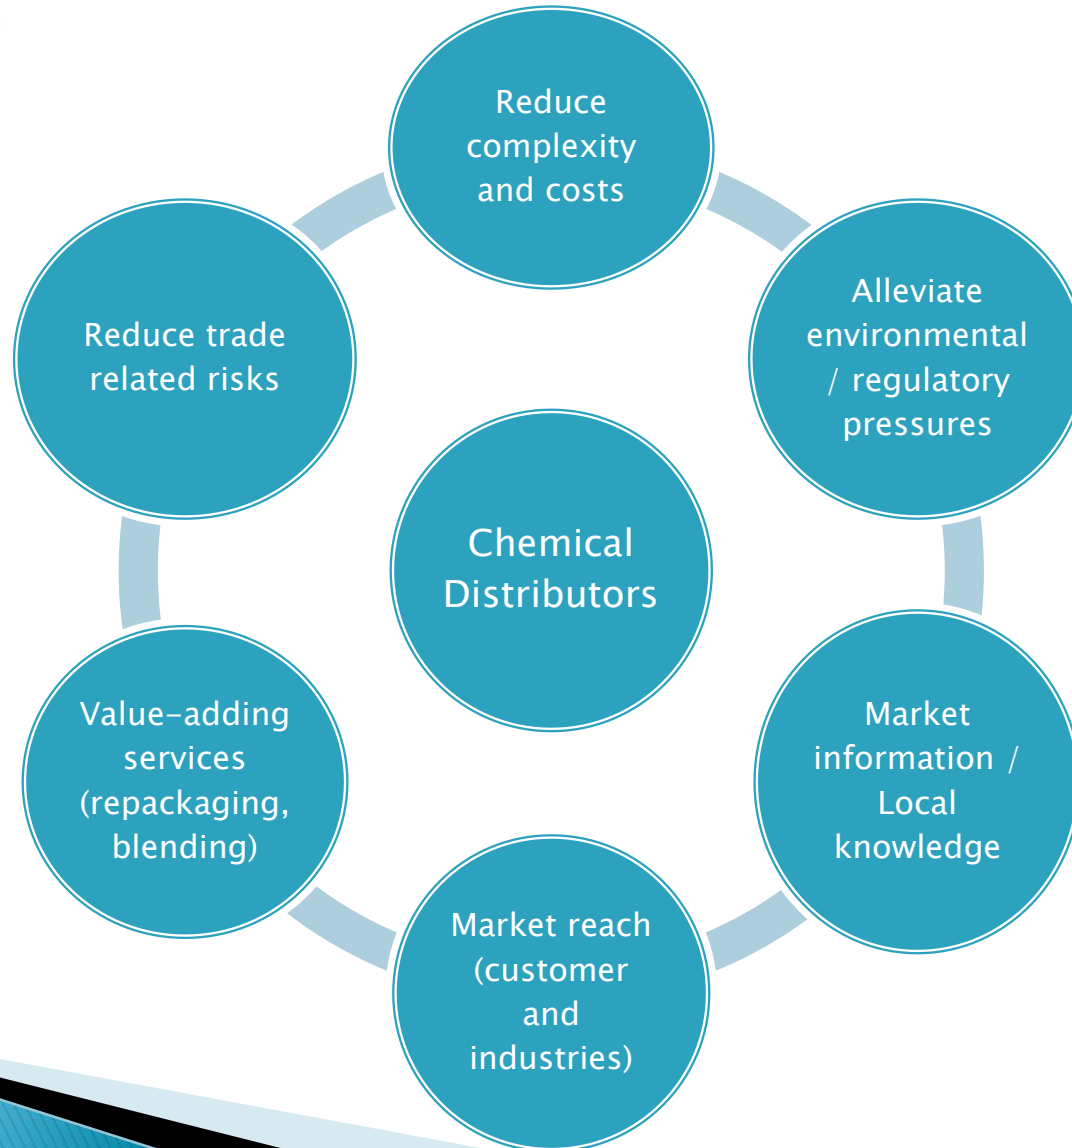 Reduce
complexity
and costs
Alleviate
environmental
/ regulatory
pressures
Market
information /
Local
knowledge
Market reach
(customer
and
industries)
Value-adding
services
(repackaging,
blending)
Reduce trade
related risks
Chemical
Distributors